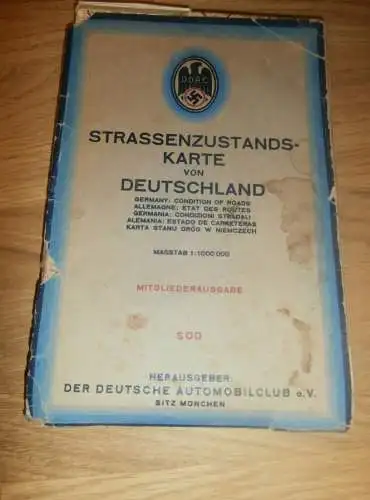 DDAC
STRASSENZUSTANDS-
KARTE
VON
DEUTSCHLAND
GERMANY: CONDITION OF ROADS
ALLEMAGNE: ETAT DES ROUTES
GERMANIA: CONDIZIONI STRADALI
ALEMANIA: ESTADO DE CARRETERAS
KARTA STANU DRÓG W NIEMCZECH
MASSTAB 1:1000000
MITGLIEDERAUSGABE
SÜD
HERAUSGEBER:
DER DEUTSCHE AUTOMOBILCLUB e.V.
SITZ MÜNCHEN